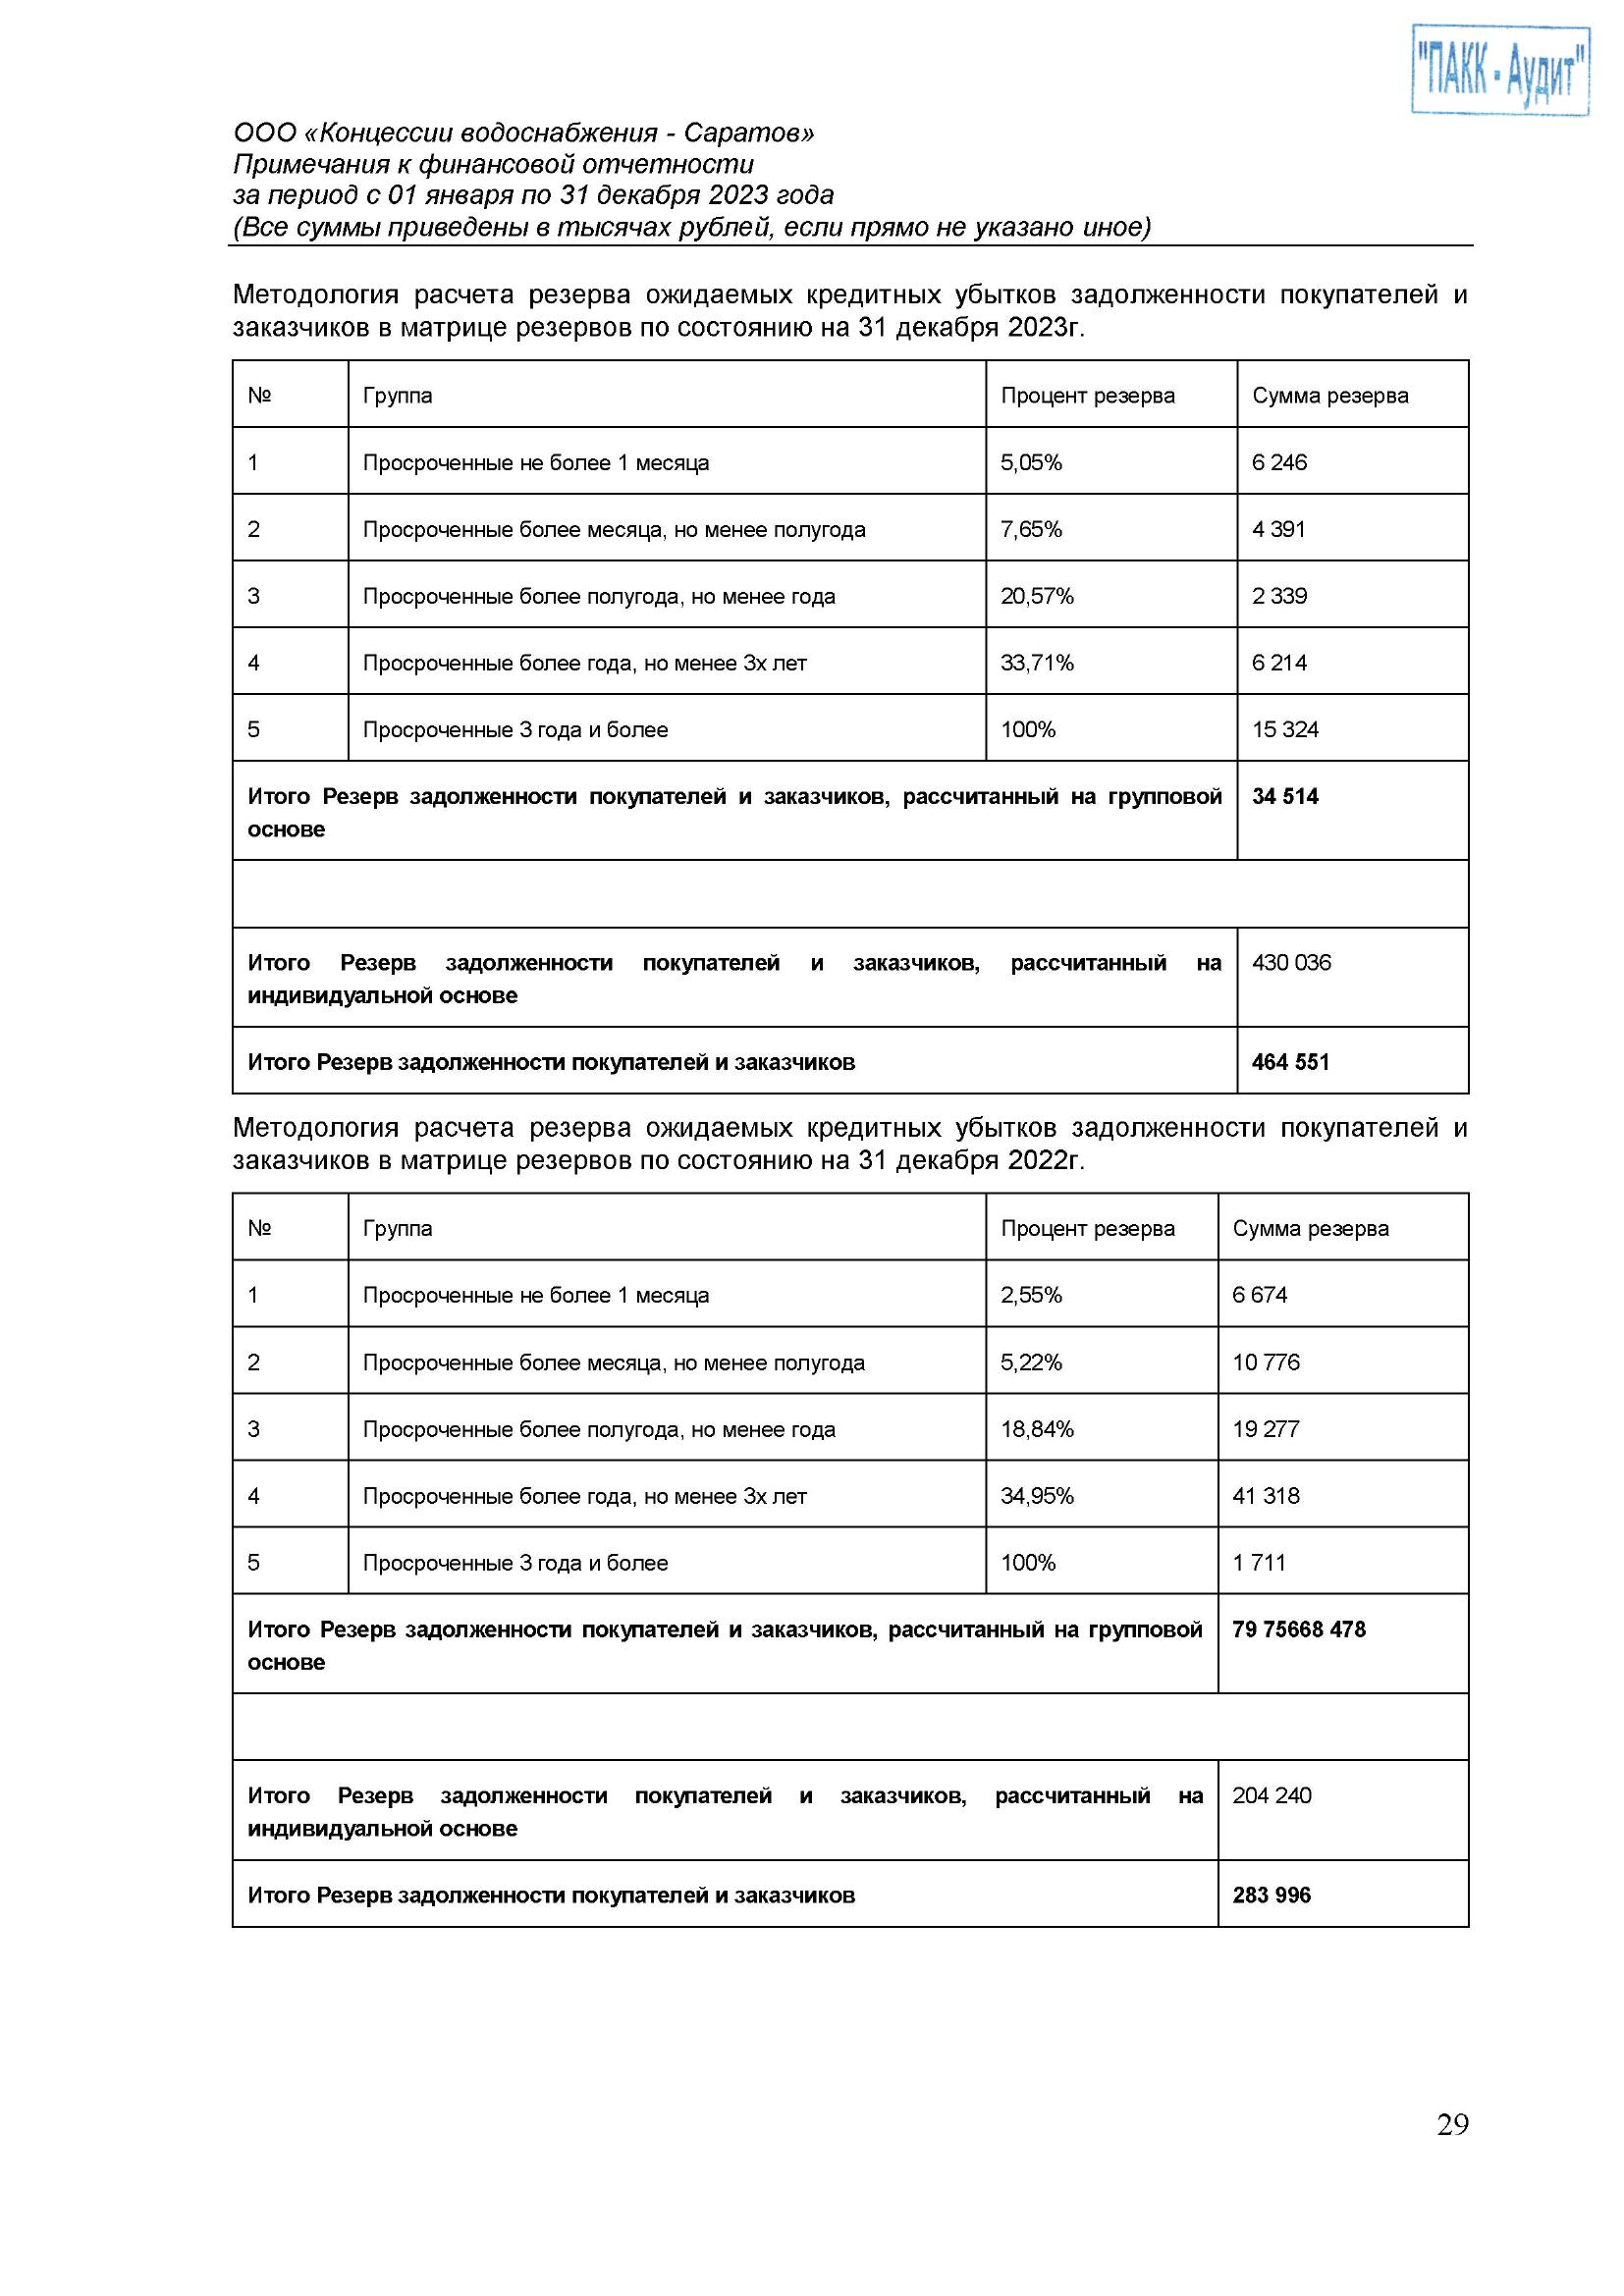 "ПАКК - Аудит"
ООО «Концессии водоснабжения - Саратов»
Примечания к финансовой отчетности
за период с 01 января по 31 декабря 2023 года
(Все суммы приведены в тысячах рублей, если прямо не указано иное)
Методология расчета резерва ожидаемых кредитных убытков задолженности покупателей и
заказчиков в матрице резервов по состоянию на 31 декабря 2023г.
№ Группа Процент резерва Сумма резерва
1 Просроченные не более 1 месяца 5,05% 6 246
2 Просроченные более месяца, но менее полугода 7,65% 4 391
3 Просроченные более полугода, но менее года 20,57% 2 339
4 Просроченные более года, но менее 3х лет 33,71% 6 214
5 Просроченные 3 года и более 100% 15 324
Итого Резерв задолженности покупателей и заказчиков, рассчитанный на групповой 34 514
основе
Итого Резерв задолженности покупателей и заказчиков, рассчитанный на 430 036
индивидуальной основе
Итого Резерв задолженности покупателей и заказчиков 464 551
Методология расчета резерва ожидаемых кредитных убытков задолженности покупателей и
заказчиков в матрице резервов по состоянию на 31 декабря 2022г.
№ Группа Процент резерва Сумма резерва
1 Просроченные не более 1 месяца 2,55% 6 674
2 Просроченные более месяца, но менее полугода 5,22% 10 776
3 Просроченные более полугода, но менее года 18,84% 19 277
4 Просроченные более года, но менее 3х лет 34,95% 41 318
5 Просроченные 3 года и более 100% 1 711
Итого Резерв задолженности покупателей и заказчиков, рассчитанный на групповой 79 75668 478
основе
Итого Резерв задолженности покупателей и заказчиков, рассчитанный на 204 240
индивидуальной основе
Итого Резерв задолженности покупателей и заказчиков 283 996
29